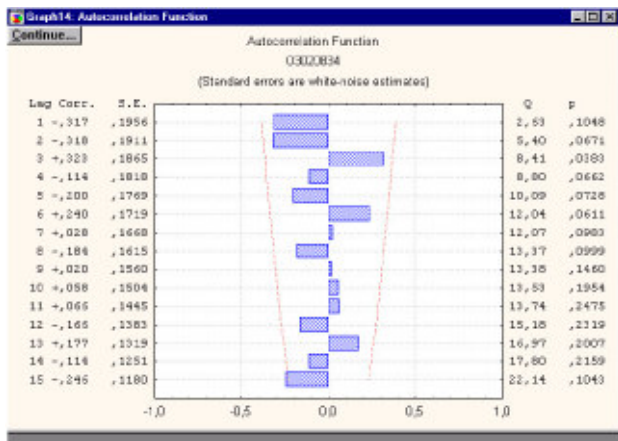 Graph14: Autocorrelation Function
Continue...
Autocorrelation Function
03020834
(Standard errors are white-noise estimates)
Lag Corr. S.E. Q p
1 -,317 ,1956 2,63 ,1048
2 -,318 ,1911 5,40 ,0671
3 +,323 ,1865 8,41 ,0383
4 -,114 ,1818 8,80 ,0662
5 -,200 ,1769 10,09 ,0728
6 +,240 ,1719 12,04 ,0611
7 +,028 ,1668 12,07 ,0983
8 -,184 ,1615 13,37 ,0999
9 +,020 ,1560 13,38 ,1460
10 +,058 ,1504 13,53 ,1954
11 +,066 ,1445 13,74 ,2475
12 -,166 ,1383 15,18 ,2319
13 +,177 ,1319 16,97 ,2007
14 -,114 ,1251 17,80 ,2159
15 -,246 ,1180 22,14 ,1043
-1,0 -0,5 0,0 0,5 1,0